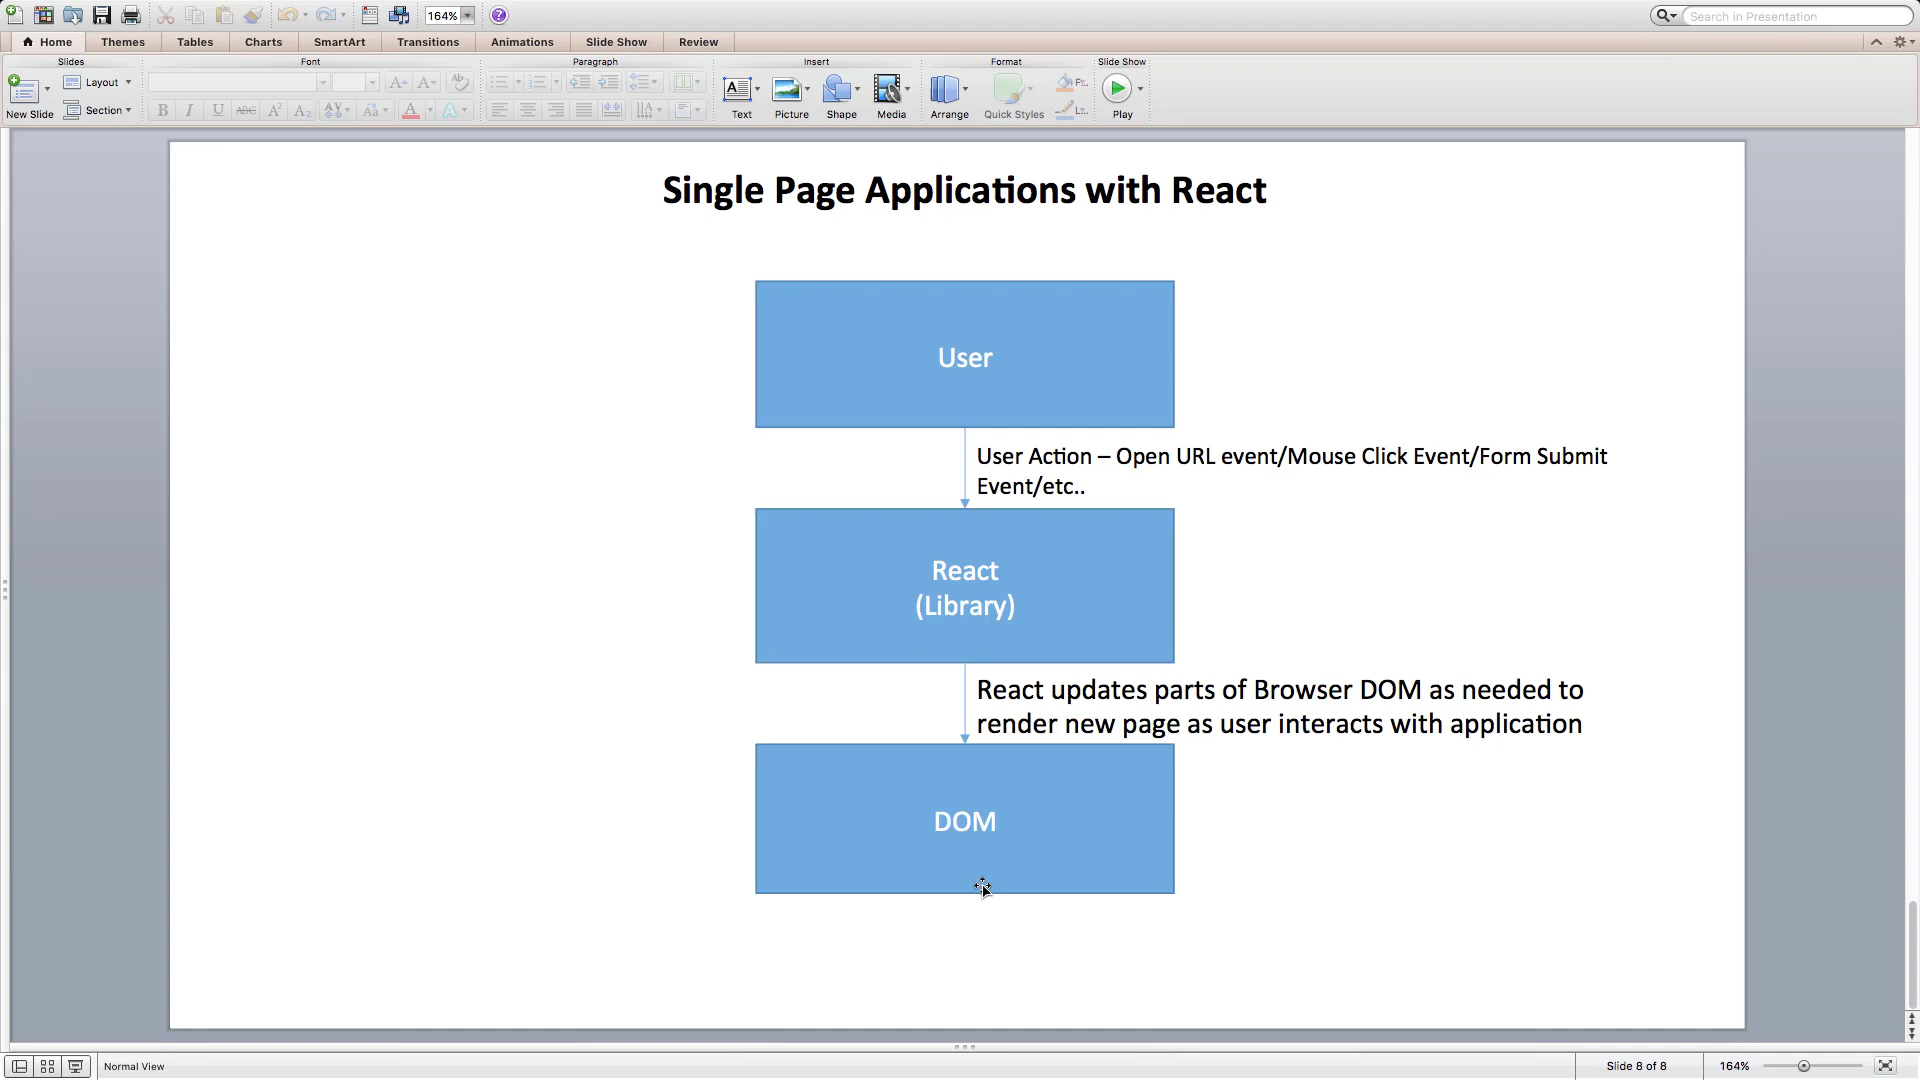 164%
Search in Presentation
Home Themes Tables Charts SmartArt Transitions Animations Slide Show Review
Slides Font Paragraph Insert Format Slide Show
New Slide Layout Section Text Picture Shape Media Arrange Quick Styles Play
Single Page Applications with React
User
User Action – Open URL event/Mouse Click Event/Form Submit
Event/etc..
React
(Library)
React updates parts of Browser DOM as needed to
render new page as user interacts with application
DOM
Normal View Slide 8 of 8 164%